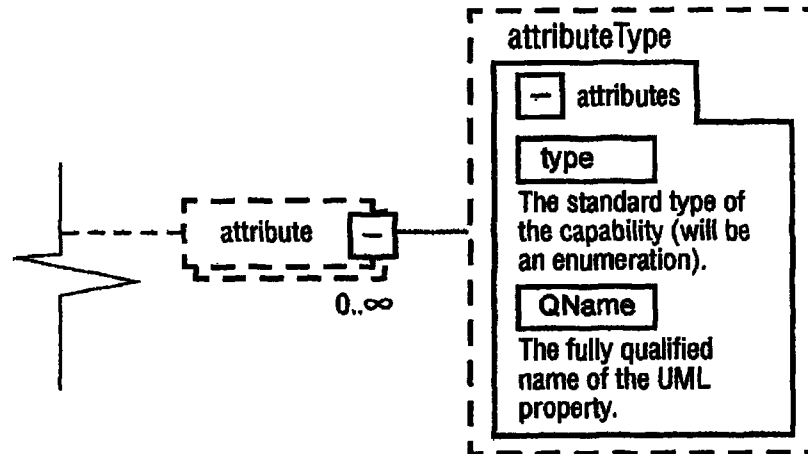 attributeType
attributes
type
The standard type of
the capability (will be
an enumeration).
attribute
0..∞
QName
The fully qualified
name of the UML
property.